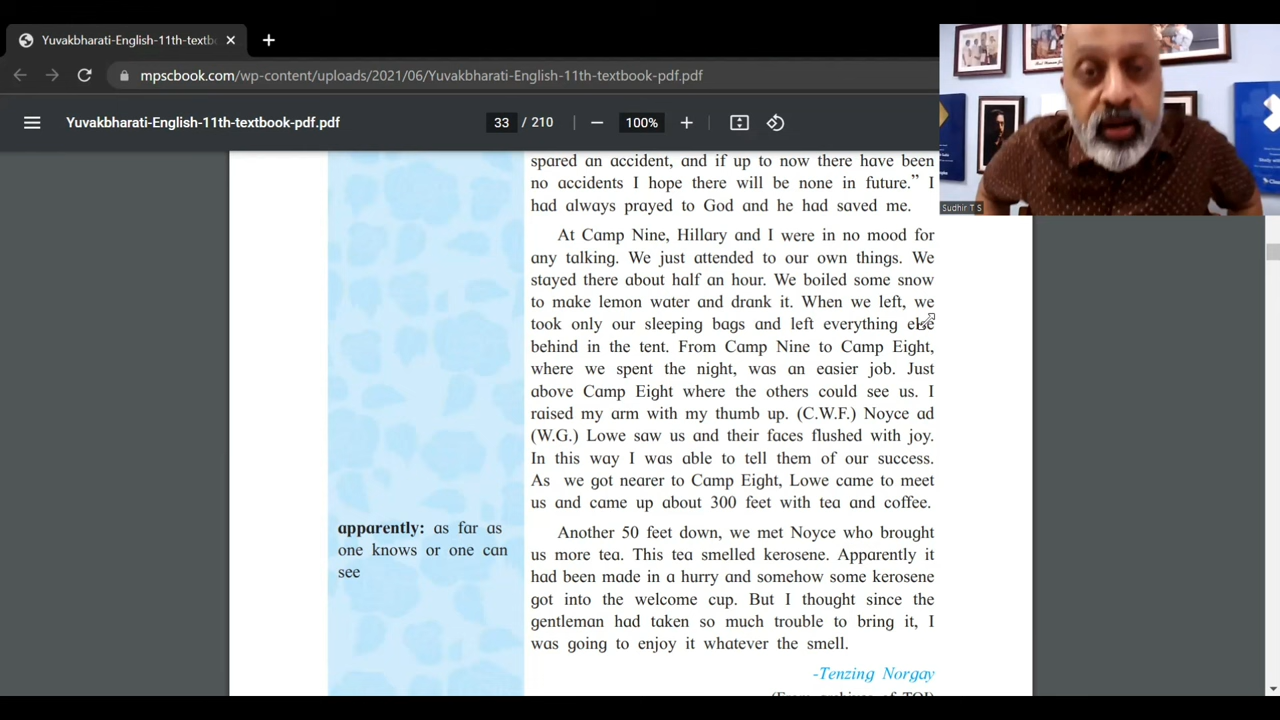 Yuvakbharati-English-11th-textb
mpscbook.com/wp-content/uploads/2021/06/Yuvakbharati-English-11th-textbook-pdf.pdf
Yuvakbharati-English-11th-textbook-pdf.pdf
33 / 210
100%
Sudhir T S
spared an accident, and if up to now there have been
no accidents I hope there will be none in future.” I
had always prayed to God and he had saved me.
At Camp Nine, Hillary and I were in no mood for
any talking. We just attended to our own things. We
stayed there about half an hour. We boiled some snow
to make lemon water and drank it. When we left, we
took only our sleeping bags and left everything else
behind in the tent. From Camp Nine to Camp Eight,
where we spent the night, was an easier job. Just
above Camp Eight where the others could see us. I
raised my arm with my thumb up. (C.W.F.) Noyce ad
(W.G.) Lowe saw us and their faces flushed with joy.
In this way I was able to tell them of our success.
As we got nearer to Camp Eight, Lowe came to meet
us and came up about 300 feet with tea and coffee.
apparently: as far as
one knows or one can
see
Another 50 feet down, we met Noyce who brought
us more tea. This tea smelled kerosene. Apparently it
had been made in a hurry and somehow some kerosene
got into the welcome cup. But I thought since the
gentleman had taken so much trouble to bring it, I
was going to enjoy it whatever the smell.
-Tenzing Norgay
(From archives of TOI)